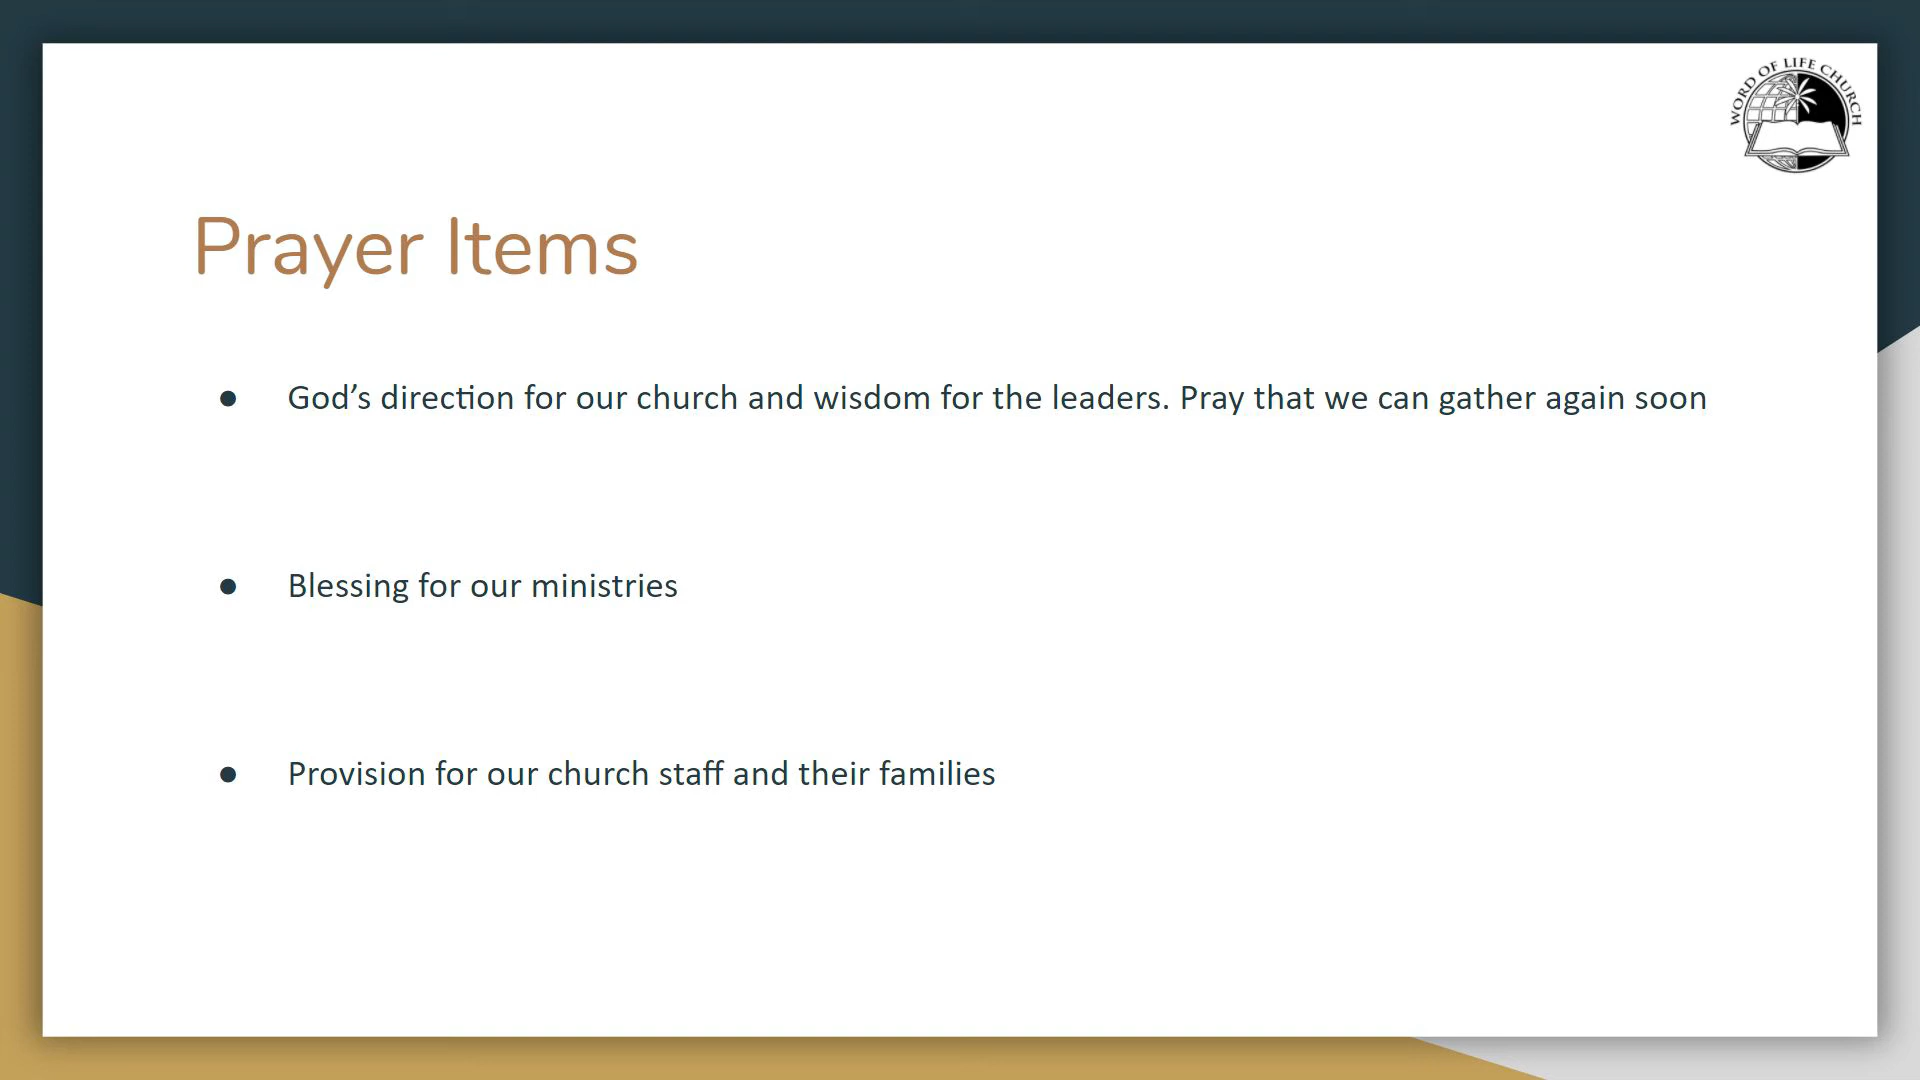 WORD OF LIFE CHURCH
Prayer Items
● God’s direction for our church and wisdom for the leaders. Pray that we can gather again soon
● Blessing for our ministries
● Provision for our church staff and their families